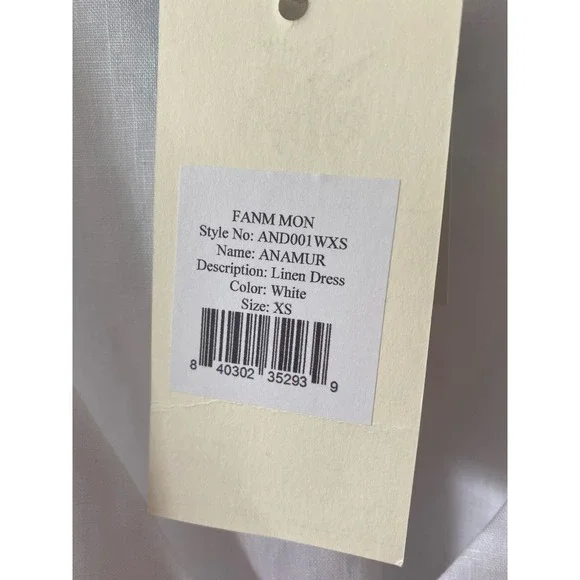 FANM MON
Style No: AND001WXS
Name: ANAMUR
Description: Linen Dress
Color: White
Size: XS
8 40302 35293 9